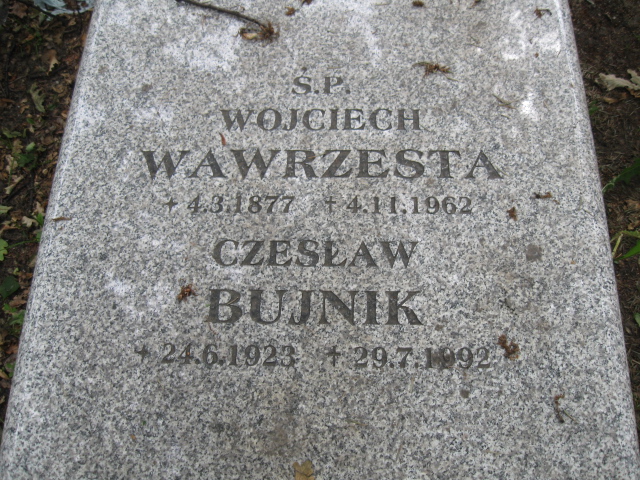 Ś.P.
WOJCIECH
WAWRZESTA
+ 4.3.1877 + 4.11.1962
CZESŁAW
BUJNIK
+ 24.6.1923 + 29.7.1992